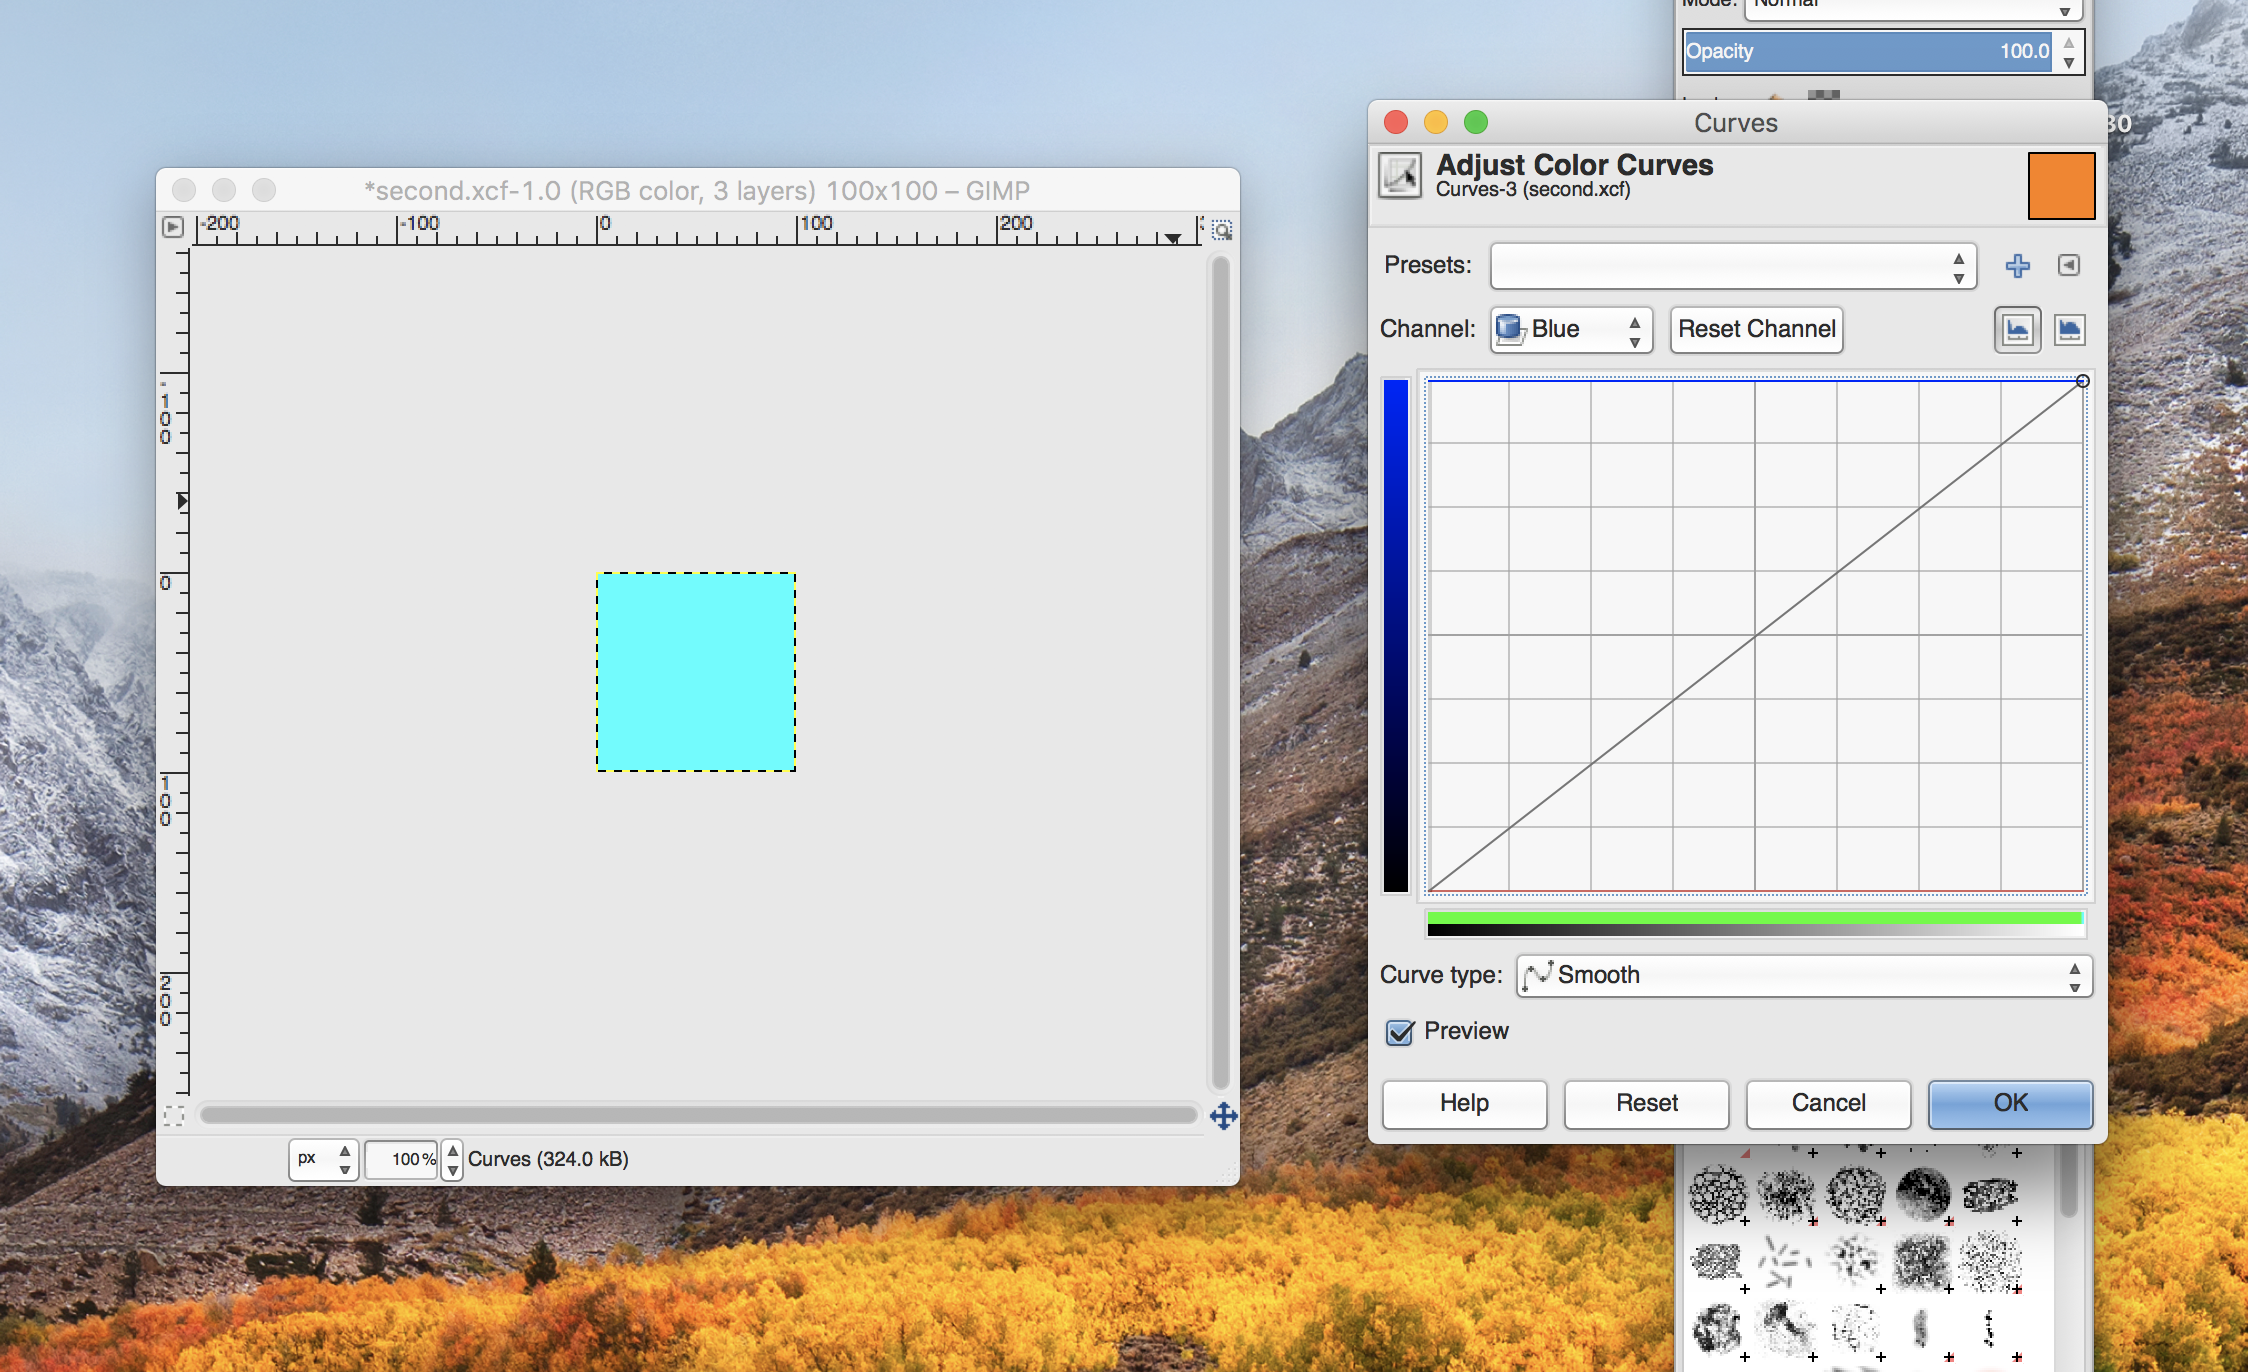 Mode: Normal
Opacity 100.0
Curves
30
Adjust Color Curves
Curves-3 (second.xcf)
*second.xcf-1.0 (RGB color, 3 layers) 100x100 – GIMP
-200 -100 0 100 200
-100
0
100
200
Presets:
Channel: Blue Reset Channel
Curve type: Smooth
Preview
Help Reset Cancel OK
px 100% Curves (324.0 kB)